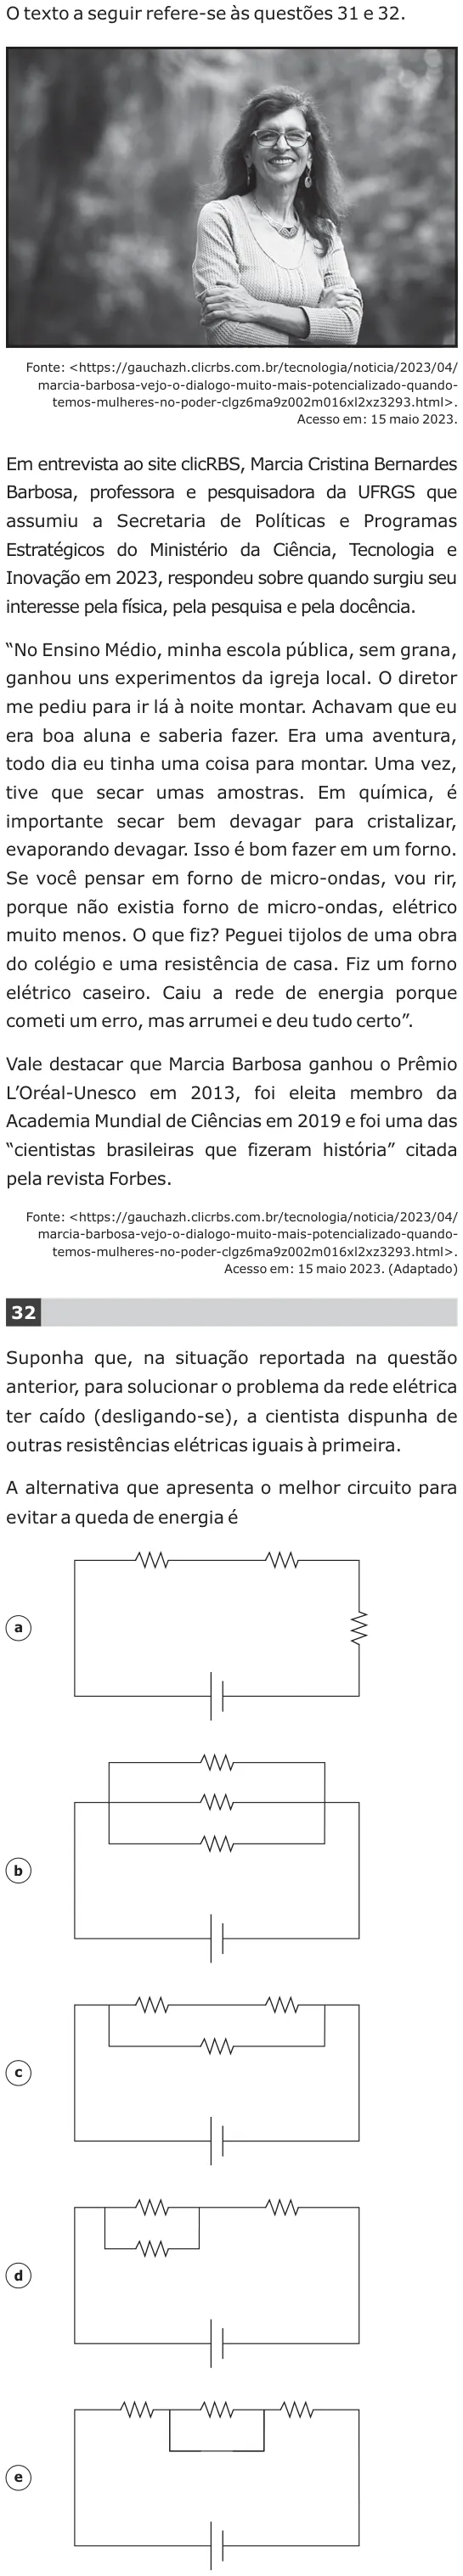 O texto a seguir refere-se às questões 31 e 32.
Fonte: <https://gauchazh.clicrbs.com.br/tecnologia/noticia/2023/04/
marcia-barbosa-vejo-o-dialogo-muito-mais-potencializado-quando-
temos-mulheres-no-poder-clgz6ma9z002m016xl2xz3293.html>.
Acesso em: 15 maio 2023.
Em entrevista ao site clicRBS, Marcia Cristina Bernardes
Barbosa, professora e pesquisadora da UFRGS que
assumiu a Secretaria de Políticas e Programas
Estratégicos do Ministério da Ciência, Tecnologia e
Inovação em 2023, respondeu sobre quando surgiu seu
interesse pela física, pela pesquisa e pela docência.
“No Ensino Médio, minha escola pública, sem grana,
ganhou uns experimentos da igreja local. O diretor
me pediu para ir lá à noite montar. Achavam que eu
era boa aluna e saberia fazer. Era uma aventura,
todo dia eu tinha uma coisa para montar. Uma vez,
tive que secar umas amostras. Em química, é
importante secar bem devagar para cristalizar,
evaporando devagar. Isso é bom fazer em um forno.
Se você pensar em forno de micro-ondas, vou rir,
porque não existia forno de micro-ondas, elétrico
muito menos. O que fiz? Peguei tijolos de uma obra
do colégio e uma resistência de casa. Fiz um forno
elétrico caseiro. Caiu a rede de energia porque
cometi um erro, mas arrumei e deu tudo certo”.
Vale destacar que Marcia Barbosa ganhou o Prêmio
L’Oréal-Unesco em 2013, foi eleita membro da
Academia Mundial de Ciências em 2019 e foi uma das
“cientistas brasileiras que fizeram história” citada
pela revista Forbes.
Fonte: <https://gauchazh.clicrbs.com.br/tecnologia/noticia/2023/04/
marcia-barbosa-vejo-o-dialogo-muito-mais-potencializado-quando-
temos-mulheres-no-poder-clgz6ma9z002m016xl2xz3293.html>.
Acesso em: 15 maio 2023. (Adaptado)
32
Suponha que, na situação reportada na questão
anterior, para solucionar o problema da rede elétrica
ter caído (desligando-se), a cientista dispunha de
outras resistências elétricas iguais à primeira.
A alternativa que apresenta o melhor circuito para
evitar a queda de energia é
a
b
c
d
e